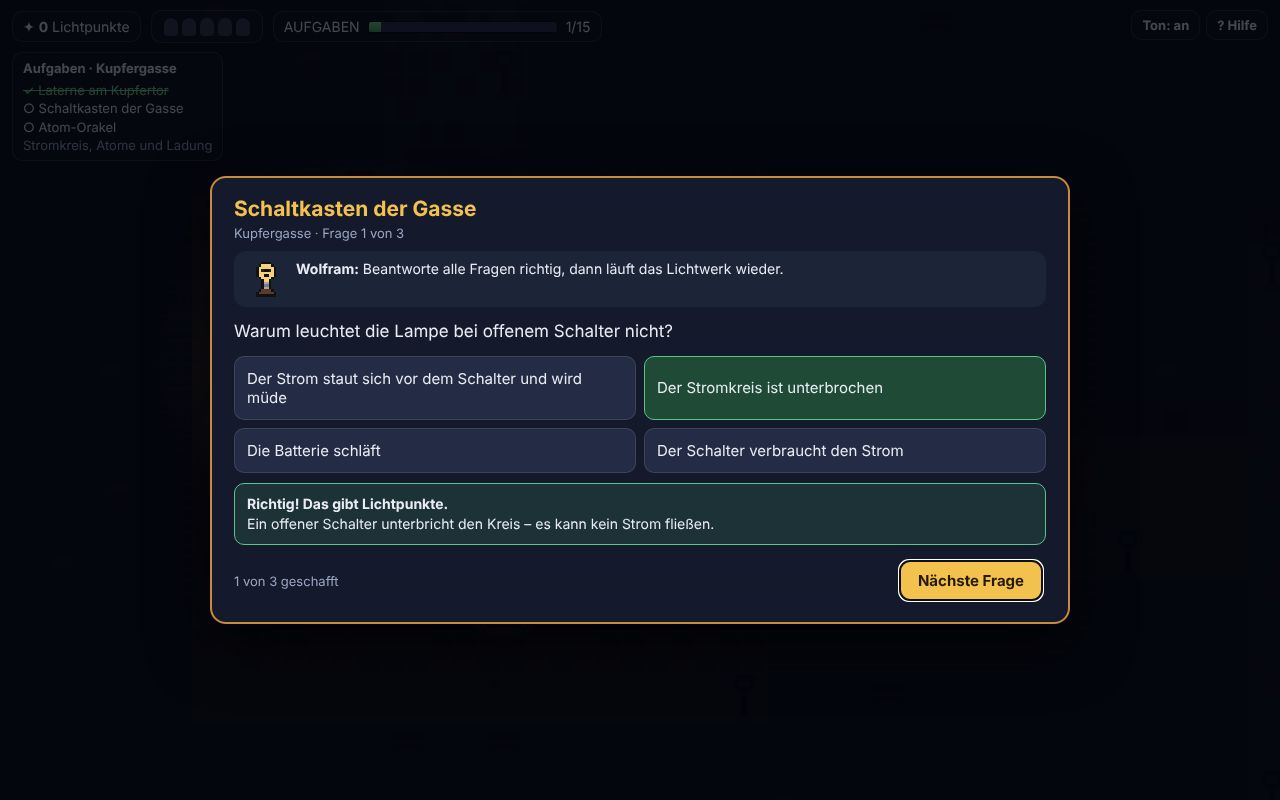 ✦ 0 Lichtpunkte
AUFGABEN 1/15
Ton: an
? Hilfe
Aufgaben · Kupfergasse
✓ Laterne am Kupfertor
○ Schaltkasten der Gasse
○ Atom-Orakel
Stromkreis, Atome und Ladung
Schaltkasten der Gasse
Kupfergasse · Frage 1 von 3
Wolfram: Beantworte alle Fragen richtig, dann läuft das Lichtwerk wieder.
Warum leuchtet die Lampe bei offenem Schalter nicht?
Der Strom staut sich vor dem Schalter und wird
müde
Der Stromkreis ist unterbrochen
Die Batterie schläft
Der Schalter verbraucht den Strom
Richtig! Das gibt Lichtpunkte.
Ein offener Schalter unterbricht den Kreis – es kann kein Strom fließen.
1 von 3 geschafft
Nächste Frage